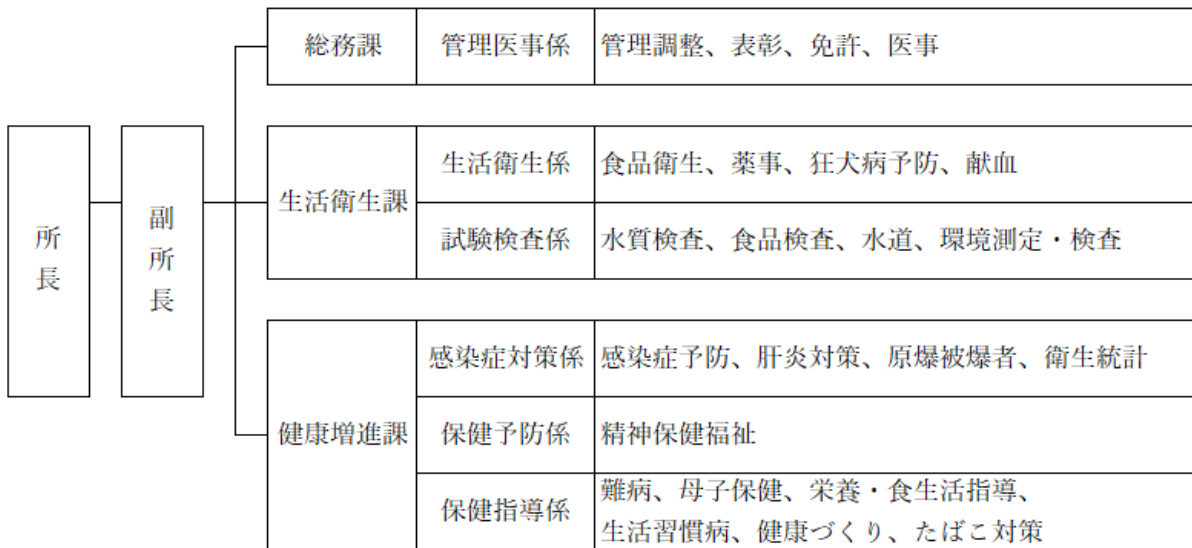 所長
副所長
総務課
管理医事係
管理調整、表彰、免許、医事
生活衛生課
生活衛生係
食品衛生、薬事、狂犬病予防、献血
試験検査係
水質検査、食品検査、水道、環境測定・検査
健康増進課
感染症対策係
感染症予防、肝炎対策、原爆被爆者、衛生統計
保健予防係
精神保健福祉
保健指導係
難病、母子保健、栄養・食生活指導、
生活習慣病、健康づくり、たばこ対策